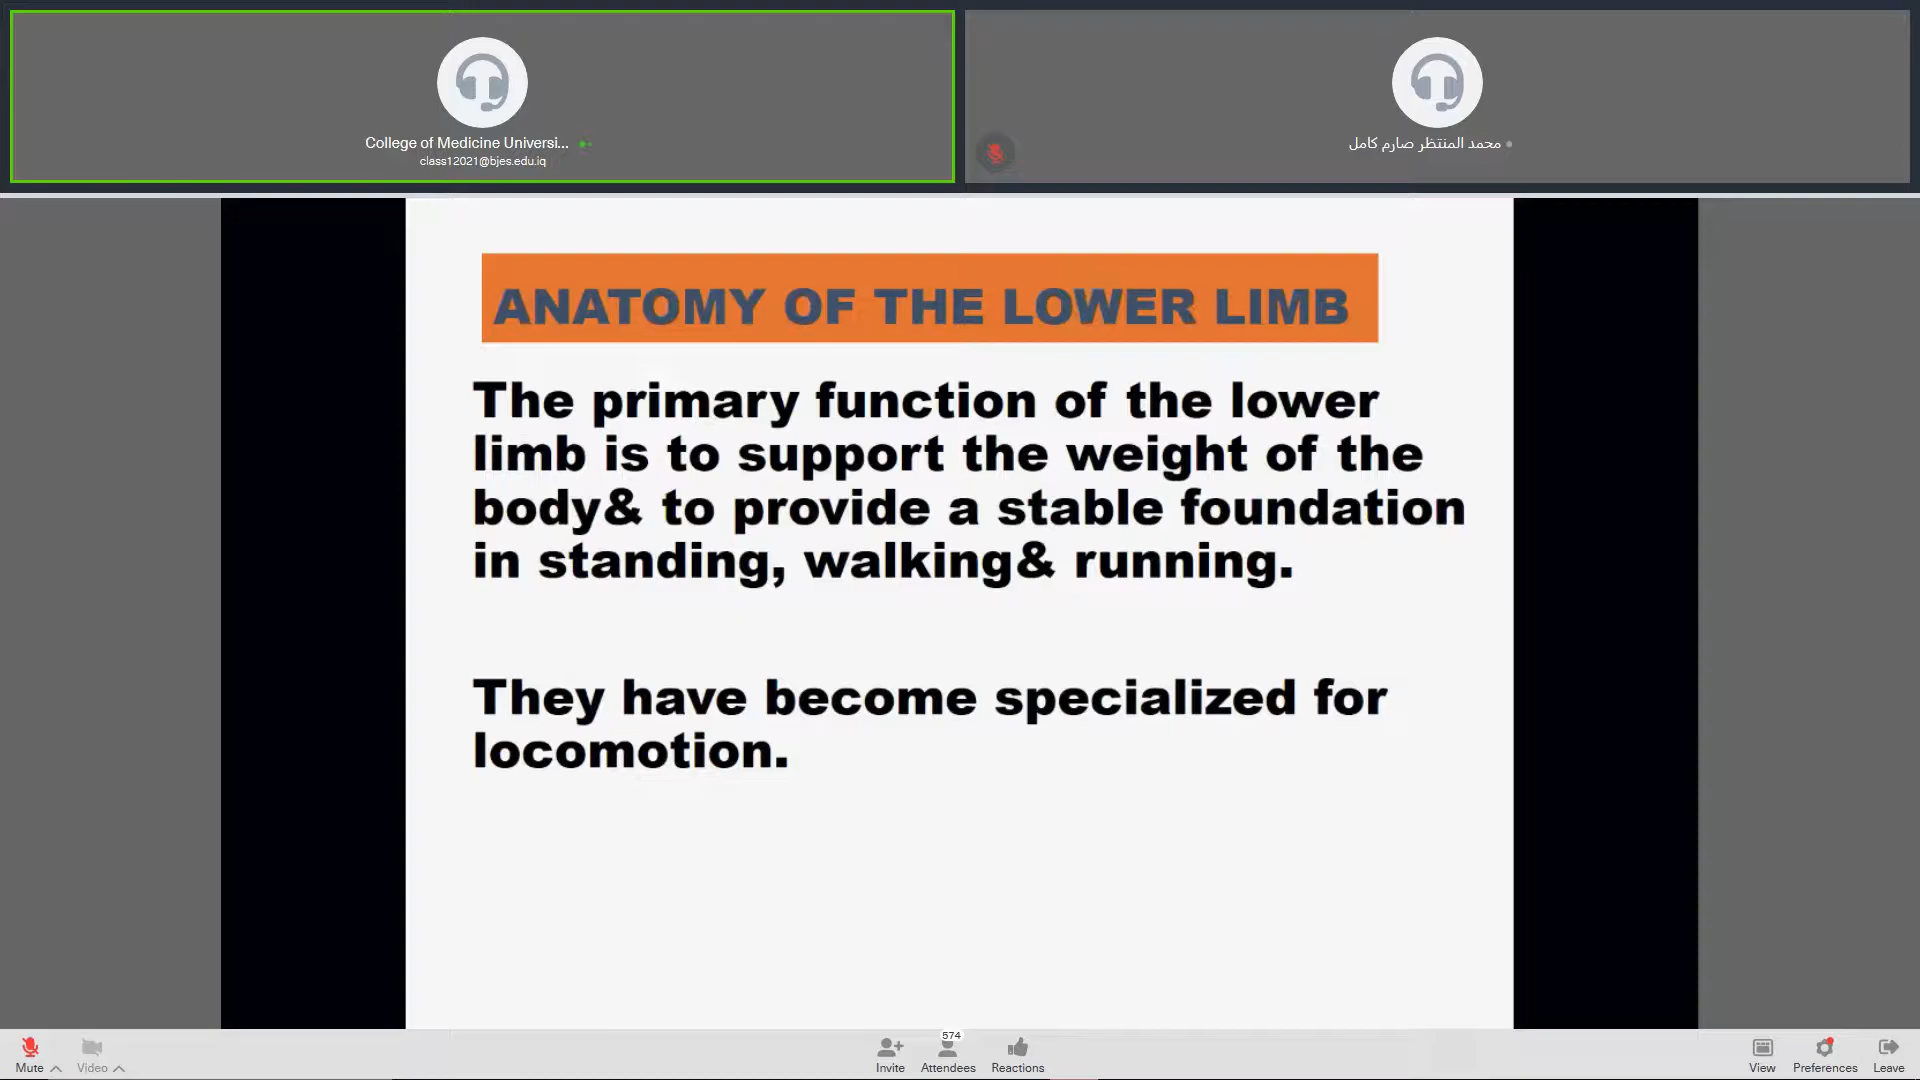 College of Medicine Universi...
class12021@bjes.edu.iq
محمد المنتظر صارم كامل
ANATOMY OF THE LOWER LIMB
The primary function of the lower
limb is to support the weight of the
body& to provide a stable foundation
in standing, walking& running.
They have become specialized for
locomotion.
574
Mute
Video
Invite
Attendees
Reactions
View
Preferences
Leave